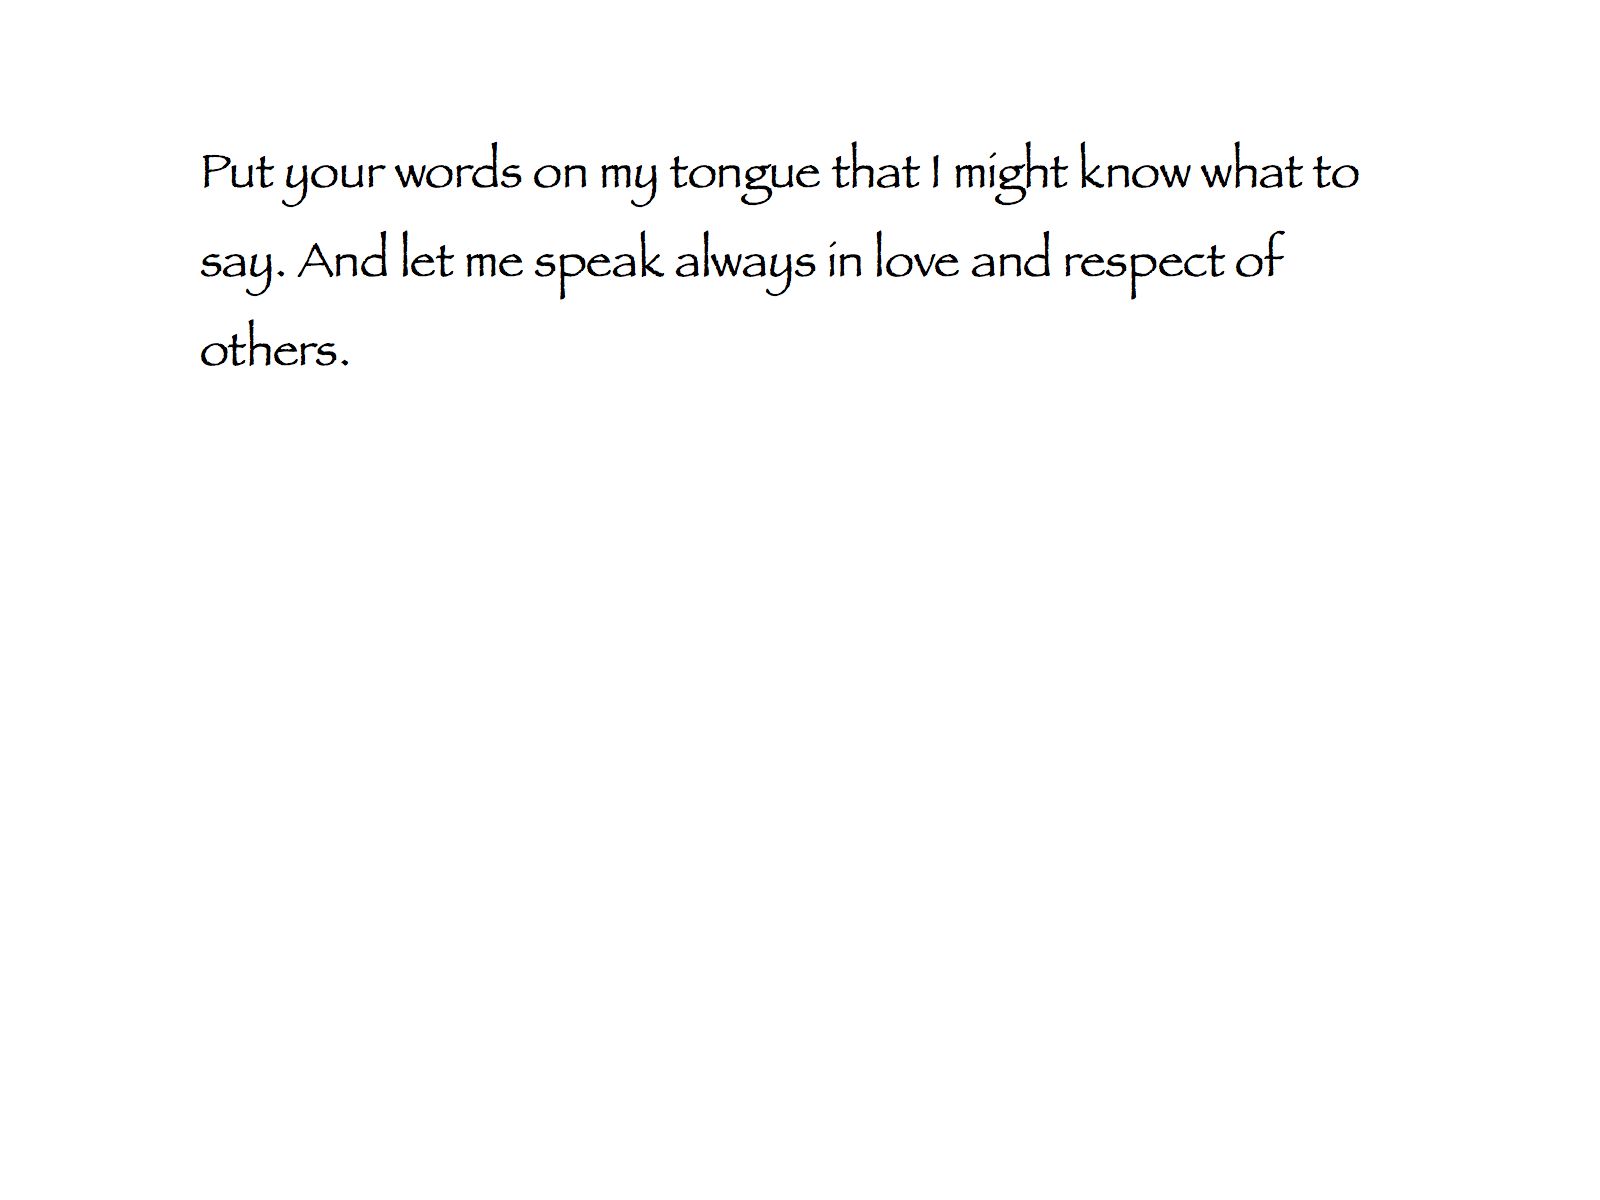 Put your words on my tongue that I might know what to
say. And let me speak always in love and respect of
others.